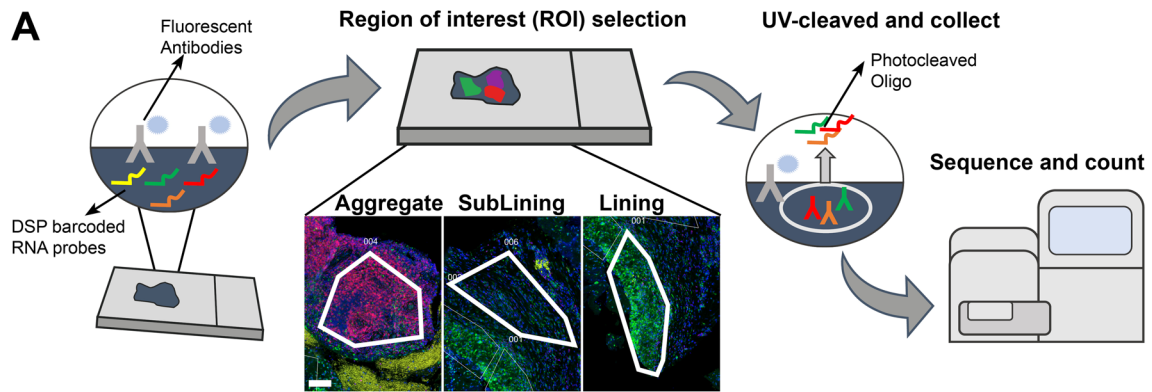 A
Fluorescent
Antibodies
DSP barcoded
RNA probes
Region of interest (ROI) selection
Aggregate
SubLining
Lining
004
006
001
001
UV-cleaved and collect
Photocleaved
Oligo
Sequence and count